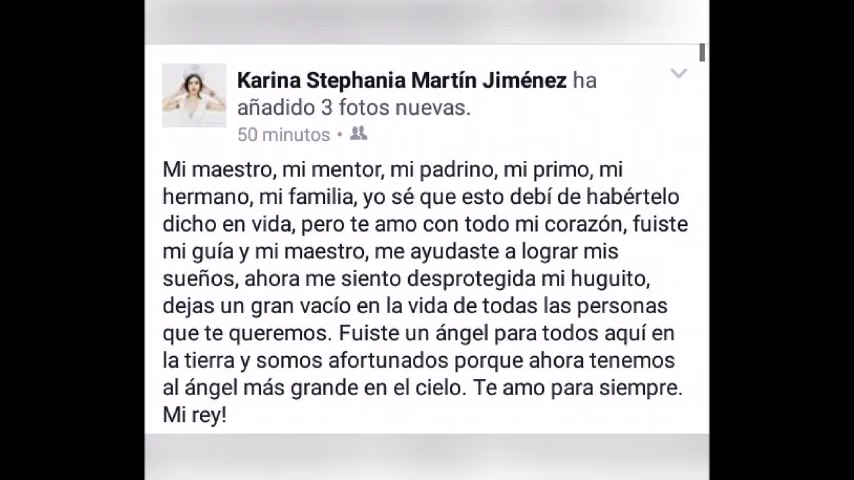 Karina Stephania Martín Jiménez ha
añadido 3 fotos nuevas.
50 minutos •
Mi maestro, mi mentor, mi padrino, mi primo, mi
hermano, mi familia, yo sé que esto debí de habértelo
dicho en vida, pero te amo con todo mi corazón, fuiste
mi guía y mi maestro, me ayudaste a lograr mis
sueños, ahora me siento desprotegida mi huguito,
dejas un gran vacío en la vida de todas las personas
que te queremos. Fuiste un ángel para todos aquí en
la tierra y somos afortunados porque ahora tenemos
al ángel más grande en el cielo. Te amo para siempre.
Mi rey!